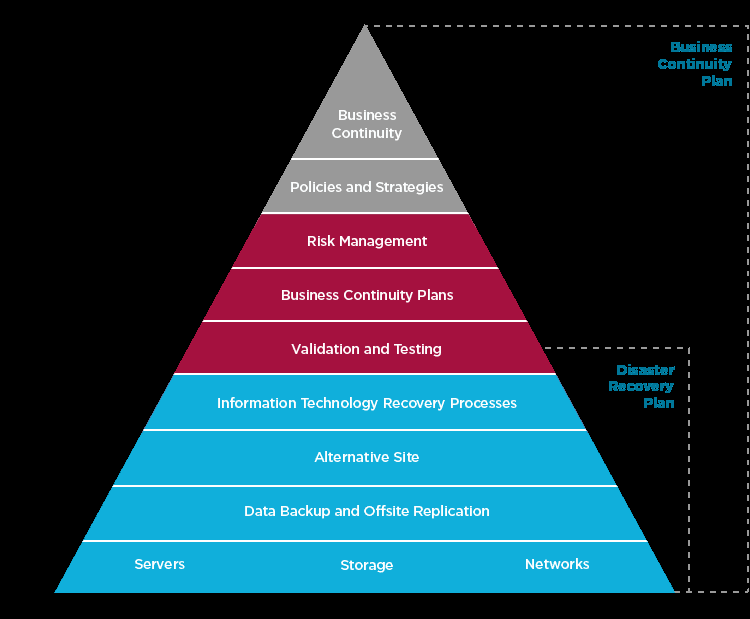 Business
Continuity
Plan
Business
Continuity
Policies and Strategies
Risk Management
Business Continuity Plans
Validation and Testing
Disaster
Recovery
Plan
Information Technology Recovery Processes
Alternative Site
Data Backup and Offsite Replication
Servers
Storage
Networks